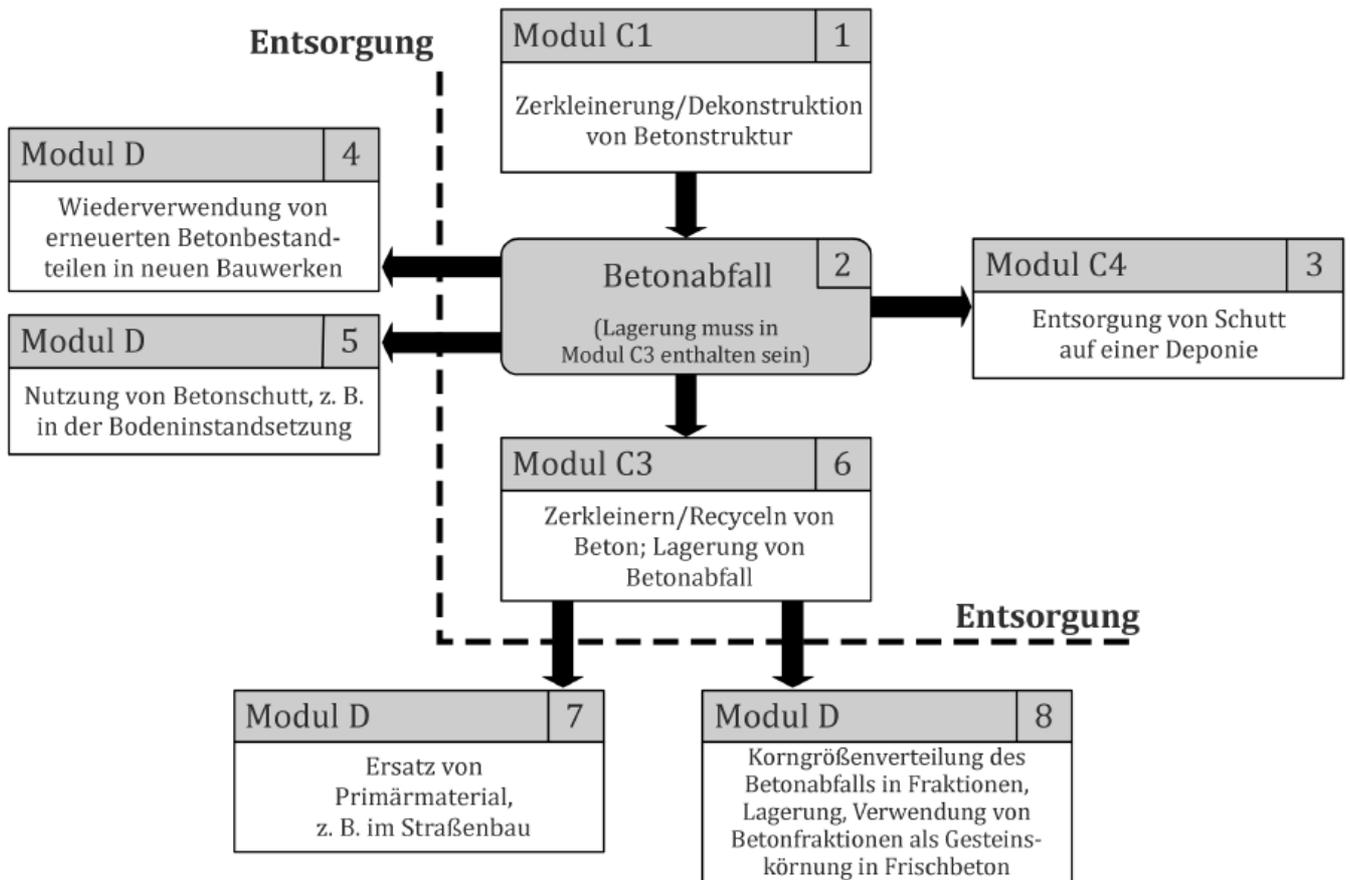 Entsorgung
Modul C1
1
Zerkleinerung/Dekonstruktion
von Betonstruktur
Modul D
4
Wiederverwendung von
erneuerten Betonbestand-
teilen in neuen Bauwerken
Betonabfall
2
(Lagerung muss in
Modul C3 enthalten sein)
Modul C4
3
Entsorgung von Schutt
auf einer Deponie
Modul D
5
Nutzung von Betonschutt, z. B.
in der Bodeninstandsetzung
Modul C3
6
Zerkleinern/Recyceln von
Beton; Lagerung von
Betonabfall
Entsorgung
Modul D
7
Ersatz von
Primärmaterial,
z. B. im Straßenbau
Modul D
8
Korngrößenverteilung des
Betonabfalls in Fraktionen,
Lagerung, Verwendung von
Betonfraktionen als Gesteins-
körnung in Frischbeton